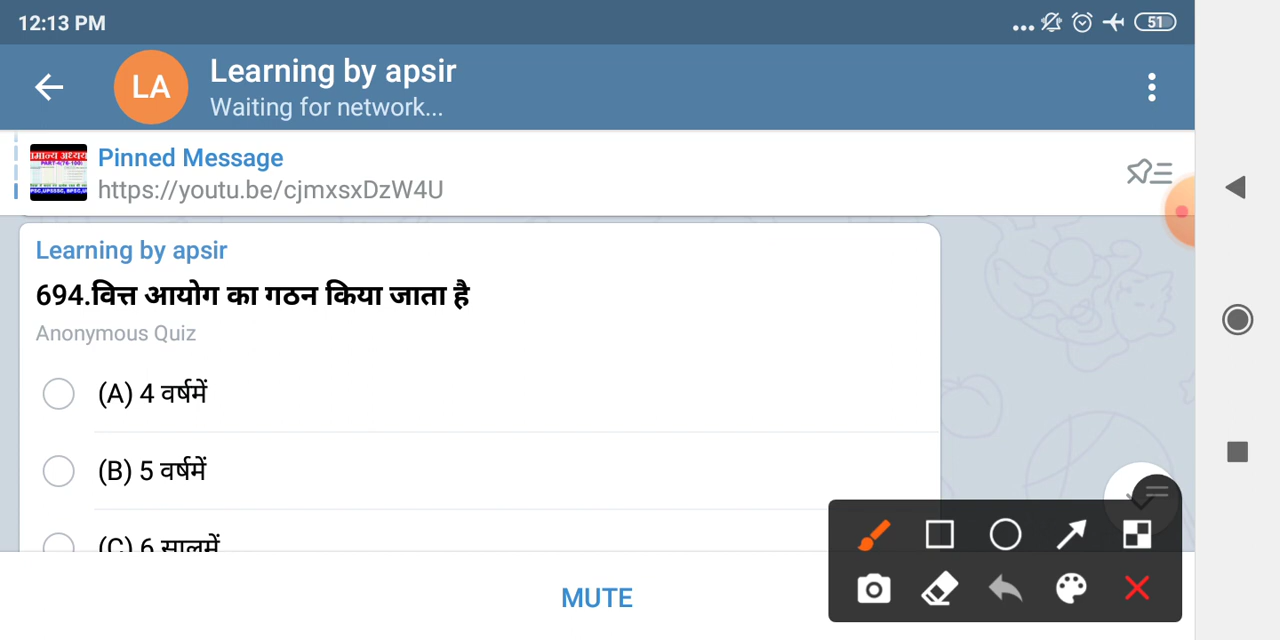 12:13 PM
51
LA
Learning by apsir
Waiting for network...
Pinned Message
https://youtu.be/cjmxsxDzW4U
Learning by apsir
694.वित्त आयोग का गठन किया जाता है
Anonymous Quiz
(A) 4 वर्षमें
(B) 5 वर्षमें
(C) 6 सालमें
MUTE